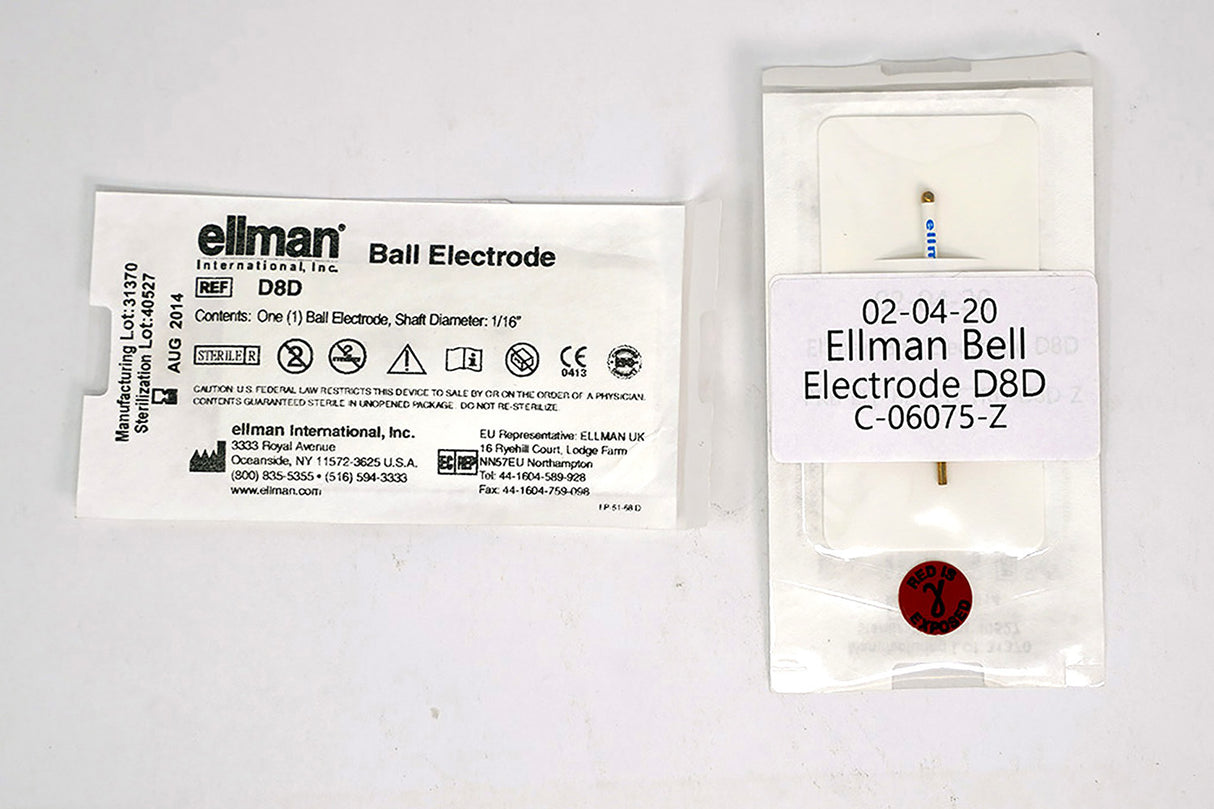 ellman®
International, Inc.
Ball Electrode
REF D8D
Contents: One (1) Ball Electrode, Shaft Diameter: 1/16"
STERILE R
CE
0413
CAUTION: U.S. FEDERAL LAW RESTRICTS THIS DEVICE TO SALE BY OR ON THE ORDER OF A PHYSICIAN.
CONTENTS GUARANTEED STERILE IN UNOPENED PACKAGE. DO NOT RE-STERILIZE.
ellman International, Inc.
3333 Royal Avenue
Oceanside, NY 11572-3625 U.S.A.
(800) 835-5355 • (516) 594-3333
www.ellman.com
EC REP
EU Representative: ELLMAN UK
16 Ryehill Court, Lodge Farm
NN57EU Northampton
Tel: 44-1604-589-928
Fax: 44-1604-759-098
Manufacturing Lot:31370
Sterilization Lot:40527
AUG 2014
ellm
02-04-20
Ellman Bell
Electrode D8D
C-06075-Z
RED IS
γ
EXPOSED